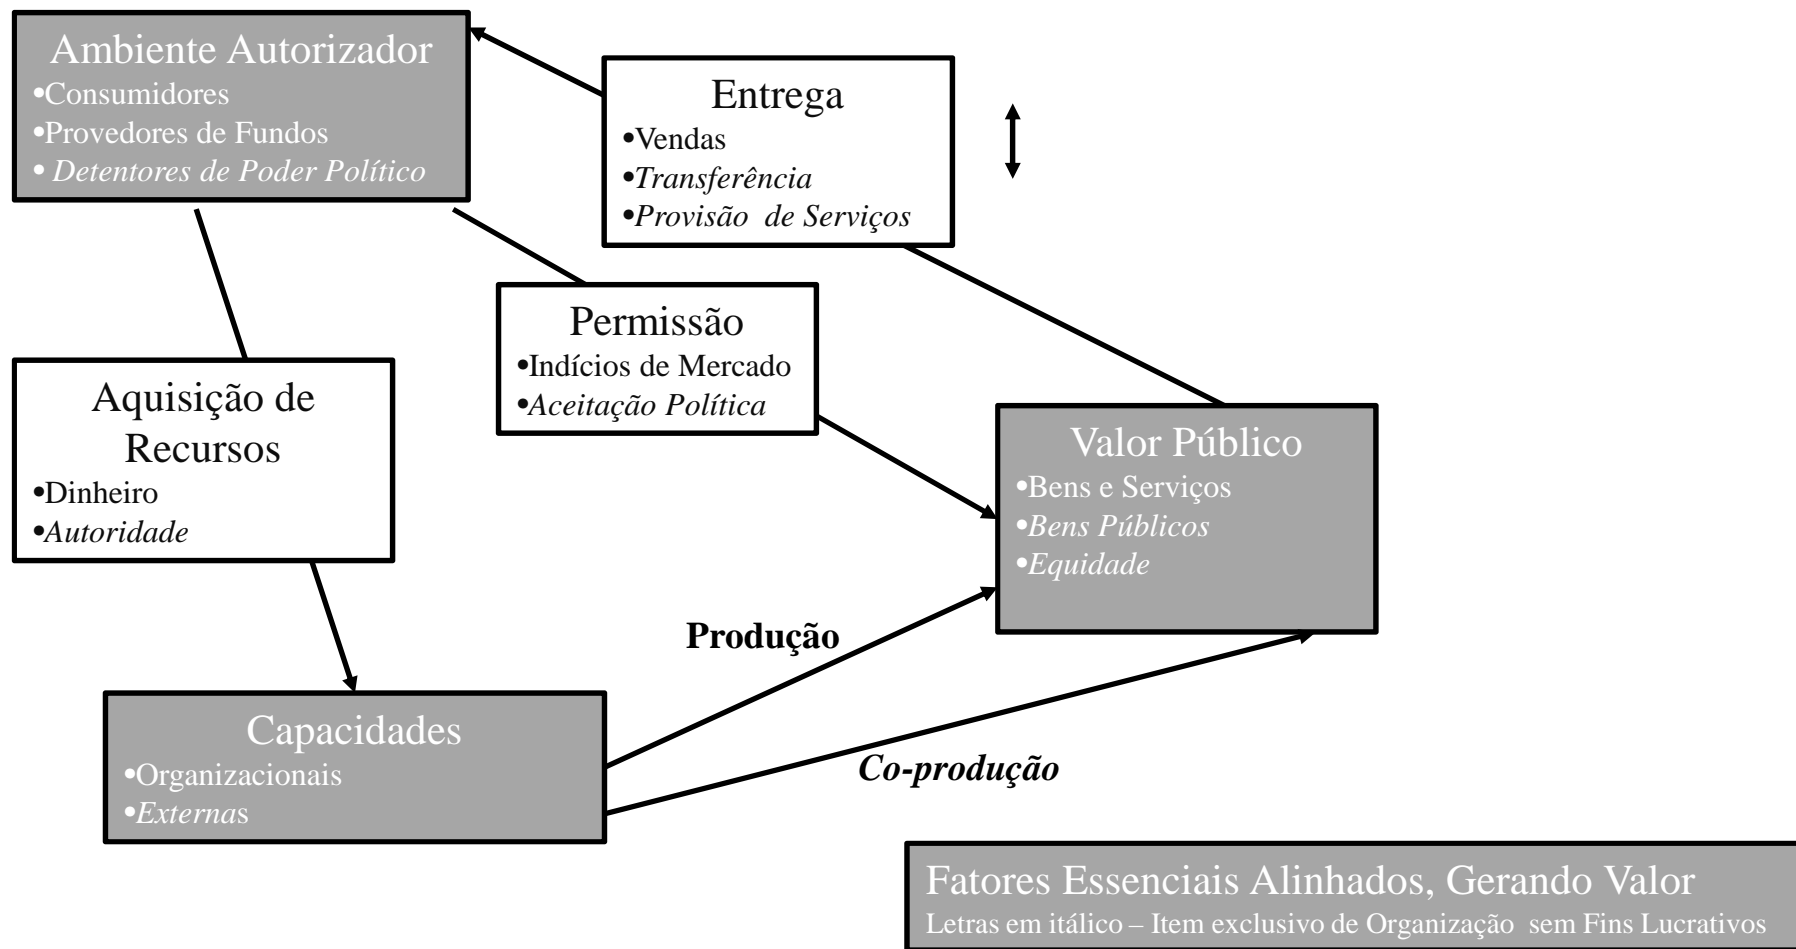 Ambiente Autorizador
•Consumidores
•Provedores de Fundos
• Detentores de Poder Político
Entrega
•Vendas
•Transferência
•Provisão de Serviços
Permissão
•Indícios de Mercado
•Aceitação Política
Aquisição de
Recursos
•Dinheiro
•Autoridade
Valor Público
•Bens e Serviços
•Bens Públicos
•Equidade
Produção
Capacidades
•Organizacionais
•Externas
Co-produção
Fatores Essenciais Alinhados, Gerando Valor
Letras em itálico – Item exclusivo de Organização sem Fins Lucrativos